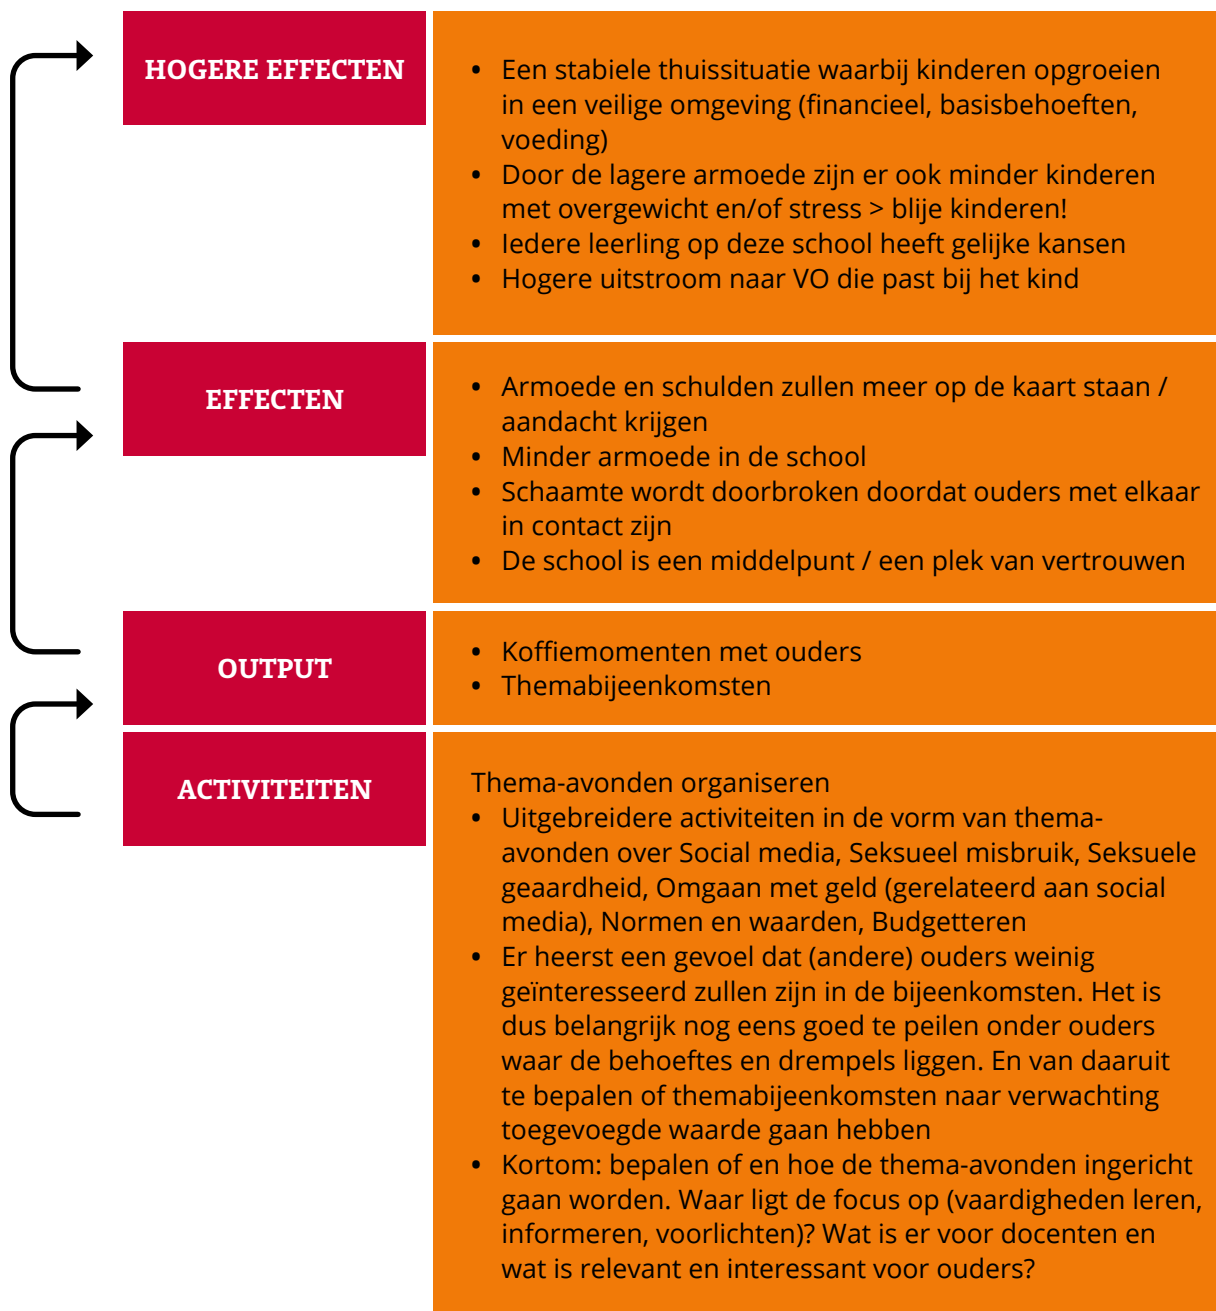 HOGERE EFFECTEN
• Een stabiele thuissituatie waarbij kinderen opgroeien
in een veilige omgeving (financieel, basisbehoeften,
voeding)
• Door de lagere armoede zijn er ook minder kinderen
met overgewicht en/of stress > blije kinderen!
• Iedere leerling op deze school heeft gelijke kansen
• Hogere uitstroom naar VO die past bij het kind
EFFECTEN
• Armoede en schulden zullen meer op de kaart staan /
aandacht krijgen
• Minder armoede in de school
• Schaamte wordt doorbroken doordat ouders met elkaar
in contact zijn
• De school is een middelpunt / een plek van vertrouwen
OUTPUT
• Koffiemomenten met ouders
• Themabijeenkomsten
ACTIVITEITEN
Thema-avonden organiseren
• Uitgebreidere activiteiten in de vorm van thema-
avonden over Social media, Seksueel misbruik, Seksuele
geaardheid, Omgaan met geld (gerelateerd aan social
media), Normen en waarden, Budgetteren
• Er heerst een gevoel dat (andere) ouders weinig
geïnteresseerd zullen zijn in de bijeenkomsten. Het is
dus belangrijk nog eens goed te peilen onder ouders
waar de behoeftes en drempels liggen. En van daaruit
te bepalen of themabijeenkomsten naar verwachting
toegevoegde waarde gaan hebben
• Kortom: bepalen of en hoe de thema-avonden ingericht
gaan worden. Waar ligt de focus op (vaardigheden leren,
informeren, voorlichten)? Wat is er voor docenten en
wat is relevant en interessant voor ouders?